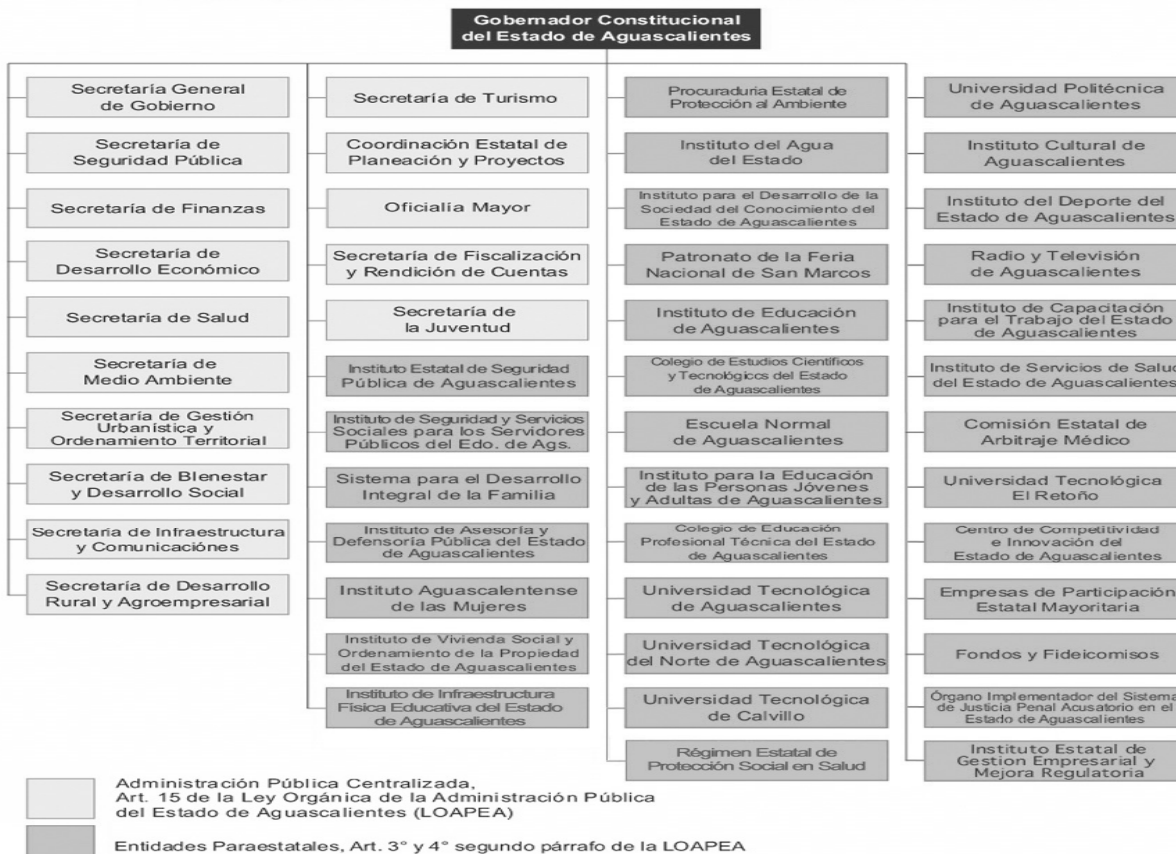 Gobernador Constitucional
del Estado de Aguascalientes
Secretaría General
de Gobierno
Secretaría de
Seguridad Pública
Secretaría de Finanzas
Secretaría de
Desarrollo Económico
Secretaría de Salud
Secretaría de
Medio Ambiente
Secretaría de Gestión
Urbanística y
Ordenamiento Territorial
Secretaría de BIenestar
y Desarrollo Social
Secretaría de Infraestructura
y Comunicaciónes
Secretaría de Desarrollo
Rural y Agroempresarial
Secretaría de Turismo
Coordinación Estatal de
Planeación y Proyectos
Oficialía Mayor
Secretaría de Fiscalización
y Rendición de Cuentas
Secretaría de
la Juventud
Instituto Estatal de Seguridad
Pública de Aguascalientes
Instituto de Seguridad y Servicios
Sociales para los Servidores
Públicos del Edo. de Ags.
Sistema para el Desarrollo
Integral de la Familia
Instituto de Asesoría y
Defensoría Pública del Estado
de Aguascalientes
Instituto Aguascalentense
de las Mujeres
Instituto de Vivienda Social y
Ordenamiento de la Propiedad
del Estado de Aguascalientes
Instituto de Infraestructura
Física Educativa del Estado
de Aguascalientes
Procuraduria Estatal de
Protección al Ambiente
Instituto del Agua
del Estado
Instituto para el Desarrollo de la
Sociedad del Conocimiento del
Estado de Aguascalientes
Patronato de la Feria
Nacional de San Marcos
Instituto de Educación
de Aguascalientes
Colegio de Estudios Científicos
y Tecnológicos del Estado
de Aguascalientes
Escuela Normal
de Aguascalientes
Instituto para la Educación
de las Personas Jóvenes
y Adultas de Aguascalientes
Colegio de Educación
Profesional Técnica del Estado
de Aguascalientes
Universidad Tecnológica
de Aguascalientes
Universidad Tecnológica
del Norte de Aguascalientes
Universidad Tecnológica
de Calvillo
Régimen Estatal de
Protección Social en Salud
Universidad Politécnica
de Aguascalientes
Instituto Cultural de
Aguascalientes
Instituto del Deporte del
Estado de Aguascalientes
Radio y Televisión
de Aguascalientes
Instituto de Capacitación
para el Trabajo del Estado
de Aguascalientes
Instituto de Servicios de Salud
del Estado de Aguascalientes
Comisión Estatal de
Arbitraje Médico
Universidad Tecnológica
El Retoño
Centro de Competitividad
e Innovación del
Estado de Aguascalientes
Empresas de Participación
Estatal Mayoritaria
Fondos y Fideicomisos
Órgano Implementador del Sistema
de Justicia Penal Acusatorio en el
Estado de Aguascalientes
Instituto Estatal de
Gestion Empresarial y
Mejora Regulatoria
Administración Pública Centralizada,
Art. 15 de la Ley Orgánica de la Administración Pública
del Estado de Aguascalientes (LOAPEA)
Entidades Paraestatales, Art. 3° y 4° segundo párrafo de la LOAPEA